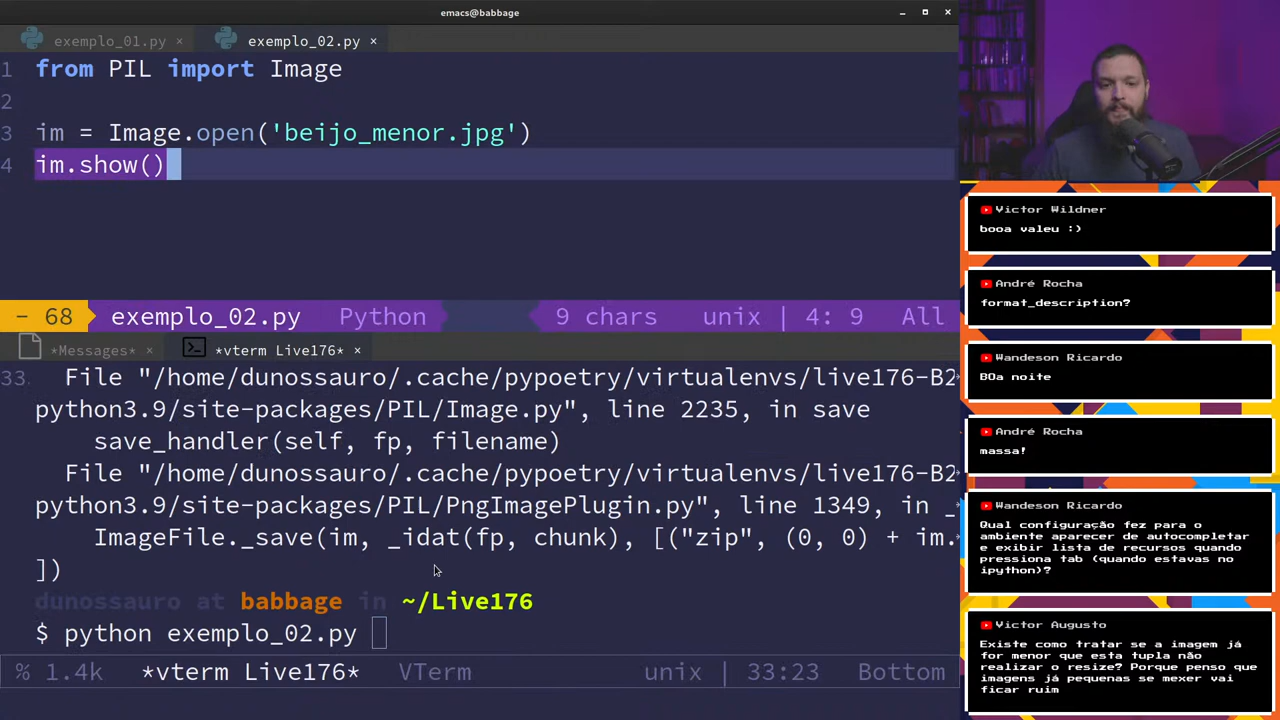 emacs@babbage
exemplo_01.py ×
exemplo_02.py ×
1 from PIL import Image
2
3 im = Image.open('beijo_menor.jpg')
4 im.show()
- 68 exemplo_02.py Python 9 chars unix | 4: 9 All
*Messages* × *vterm Live176* ×
33. File "/home/dunossauro/.cache/pypoetry/virtualenvs/live176-B2
python3.9/site-packages/PIL/Image.py", line 2235, in save
save_handler(self, fp, filename)
File "/home/dunossauro/.cache/pypoetry/virtualenvs/live176-B2
python3.9/site-packages/PIL/PngImagePlugin.py", line 1349, in _
ImageFile._save(im, _idat(fp, chunk), [("zip", (0, 0) + im.
])
dunossauro at babbage in ~/Live176
$ python exemplo_02.py
% 1.4k *vterm Live176* VTerm unix | 33:23 Bottom
Victor Wildner
booa valeu :)
André Rocha
format_description?
Wandeson Ricardo
BOa noite
André Rocha
massa!
Wandeson Ricardo
Qual configuração fez para o
ambiente aparecer de autocompletar
e exibir lista de recursos quando
pressiona tab (quando estavas no
ipython)?
Victor Augusto
Existe como tratar se a imagem já
for menor que esta tupla não
realizar o resize? Porque penso que
imagens já pequenas se mexer vai
ficar ruim